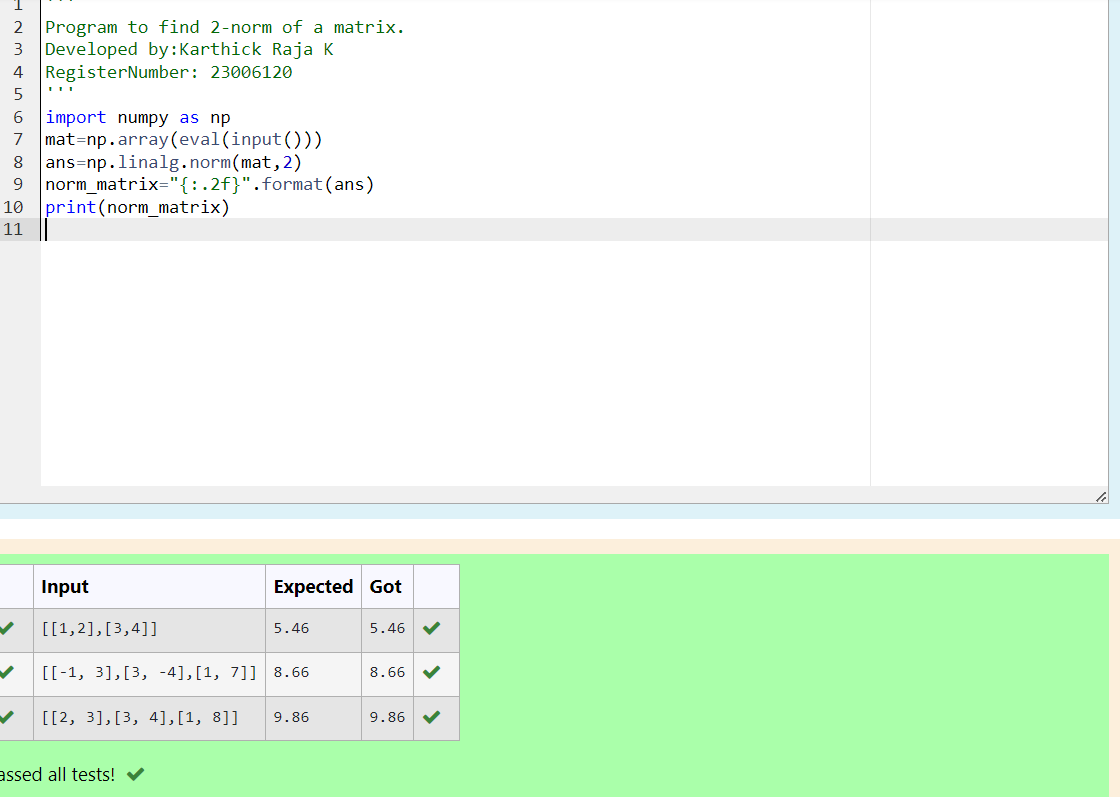 1 '''
2 Program to find 2-norm of a matrix.
3 Developed by:Karthick Raja K
4 RegisterNumber: 23006120
5 '''
6 import numpy as np
7 mat=np.array(eval(input()))
8 ans=np.linalg.norm(mat,2)
9 norm_matrix="{:.2f}".format(ans)
10 print(norm_matrix)
11
Input Expected Got
[[1,2],[3,4]] 5.46 5.46
[[-1, 3],[3, -4],[1, 7]] 8.66 8.66
[[2, 3],[3, 4],[1, 8]] 9.86 9.86
assed all tests!